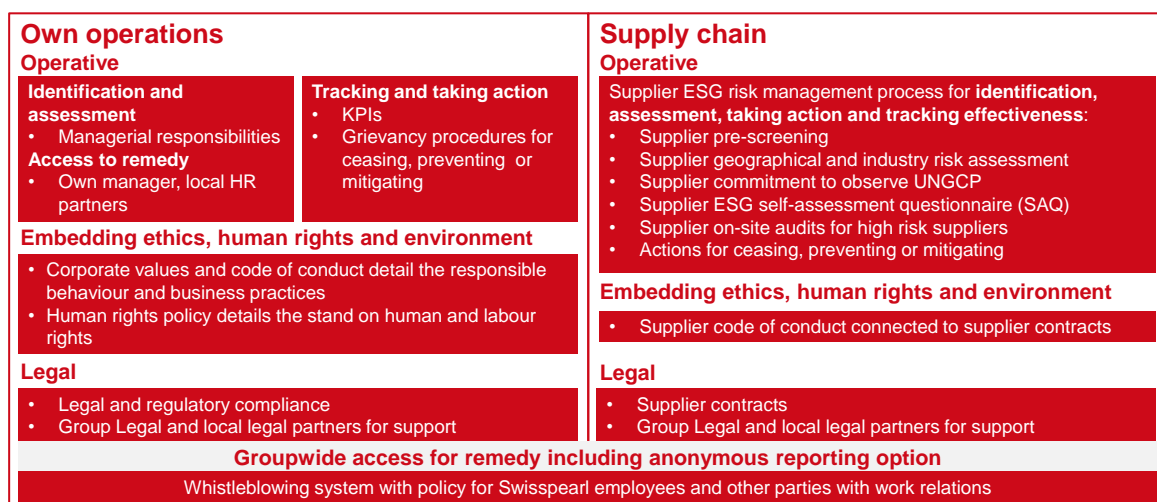 Own operations
Operative
Identification and
assessment
• Managerial responsibilities
Access to remedy
• Own manager, local HR
partners
Tracking and taking action
• KPIs
• Grievancy procedures for
ceasing, preventing or
mitigating
Embedding ethics, human rights and environment
• Corporate values and code of conduct detail the responsible
behaviour and business practices
• Human rights policy details the stand on human and labour
rights
Legal
• Legal and regulatory compliance
• Group Legal and local legal partners for support
Supply chain
Operative
Supplier ESG risk management process for identification,
assessment, taking action and tracking effectiveness:
• Supplier pre-screening
• Supplier geographical and industry risk assessment
• Supplier commitment to observe UNGCP
• Supplier ESG self-assessment questionnaire (SAQ)
• Supplier on-site audits for high risk suppliers
• Actions for ceasing, preventing or mitigating
Embedding ethics, human rights and environment
• Supplier code of conduct connected to supplier contracts
Legal
• Supplier contracts
• Group Legal and local legal partners for support
Groupwide access for remedy including anonymous reporting option
Whistleblowing system with policy for Swisspearl employees and other parties with work relations